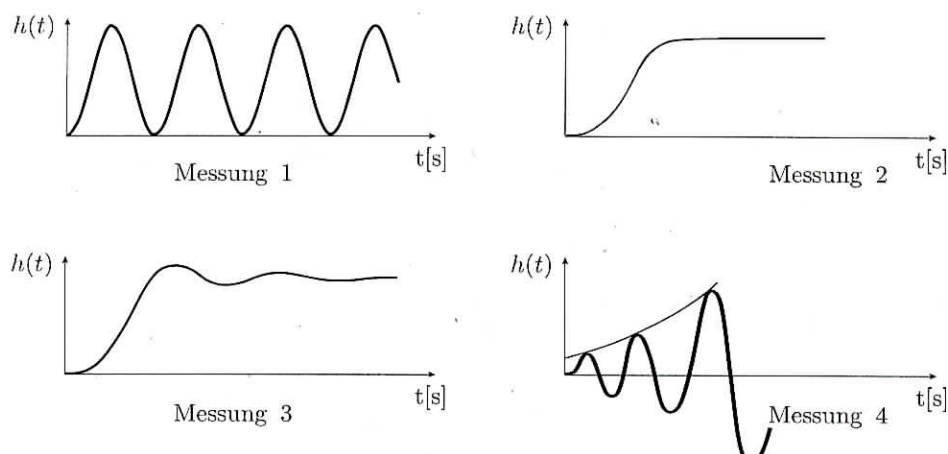 h(t)
t[s]
Messung 1
h(t)
t[s]
Messung 2
h(t)
t[s]
Messung 3
h(t)
t[s]
Messung 4